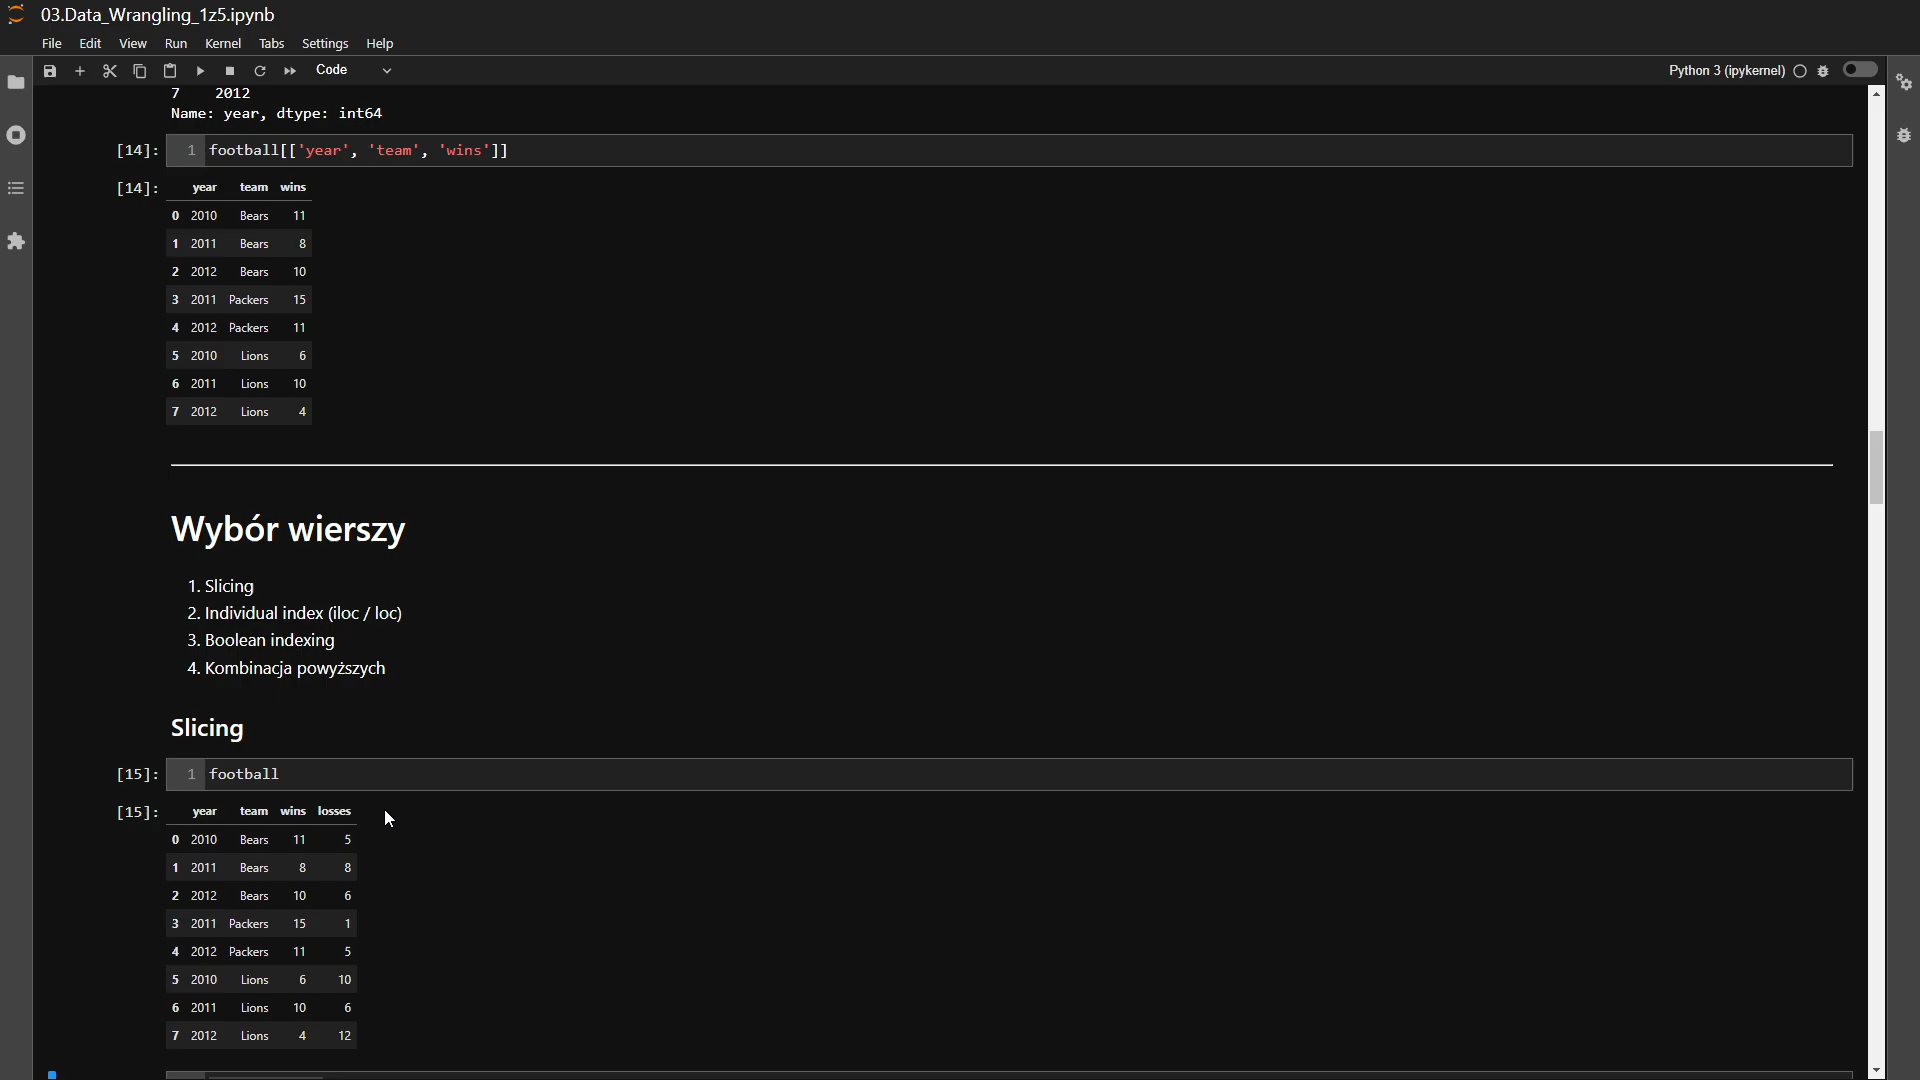 03.Data_Wrangling_1z5.ipynb
File Edit View Run Kernel Tabs Settings Help
Code
Python 3 (ipykernel)
7 2012
Name: year, dtype: int64
[14]: 1 football[['year', 'team', 'wins']]
[14]: year team wins
0 2010 Bears 11
1 2011 Bears 8
2 2012 Bears 10
3 2011 Packers 15
4 2012 Packers 11
5 2010 Lions 6
6 2011 Lions 10
7 2012 Lions 4
Wybór wierszy
1. Slicing
2. Individual index (iloc / loc)
3. Boolean indexing
4. Kombinacja powyższych
Slicing
[15]: 1 football
[15]: year team wins losses
0 2010 Bears 11 5
1 2011 Bears 8 8
2 2012 Bears 10 6
3 2011 Packers 15 1
4 2012 Packers 11 5
5 2010 Lions 6 10
6 2011 Lions 10 6
7 2012 Lions 4 12